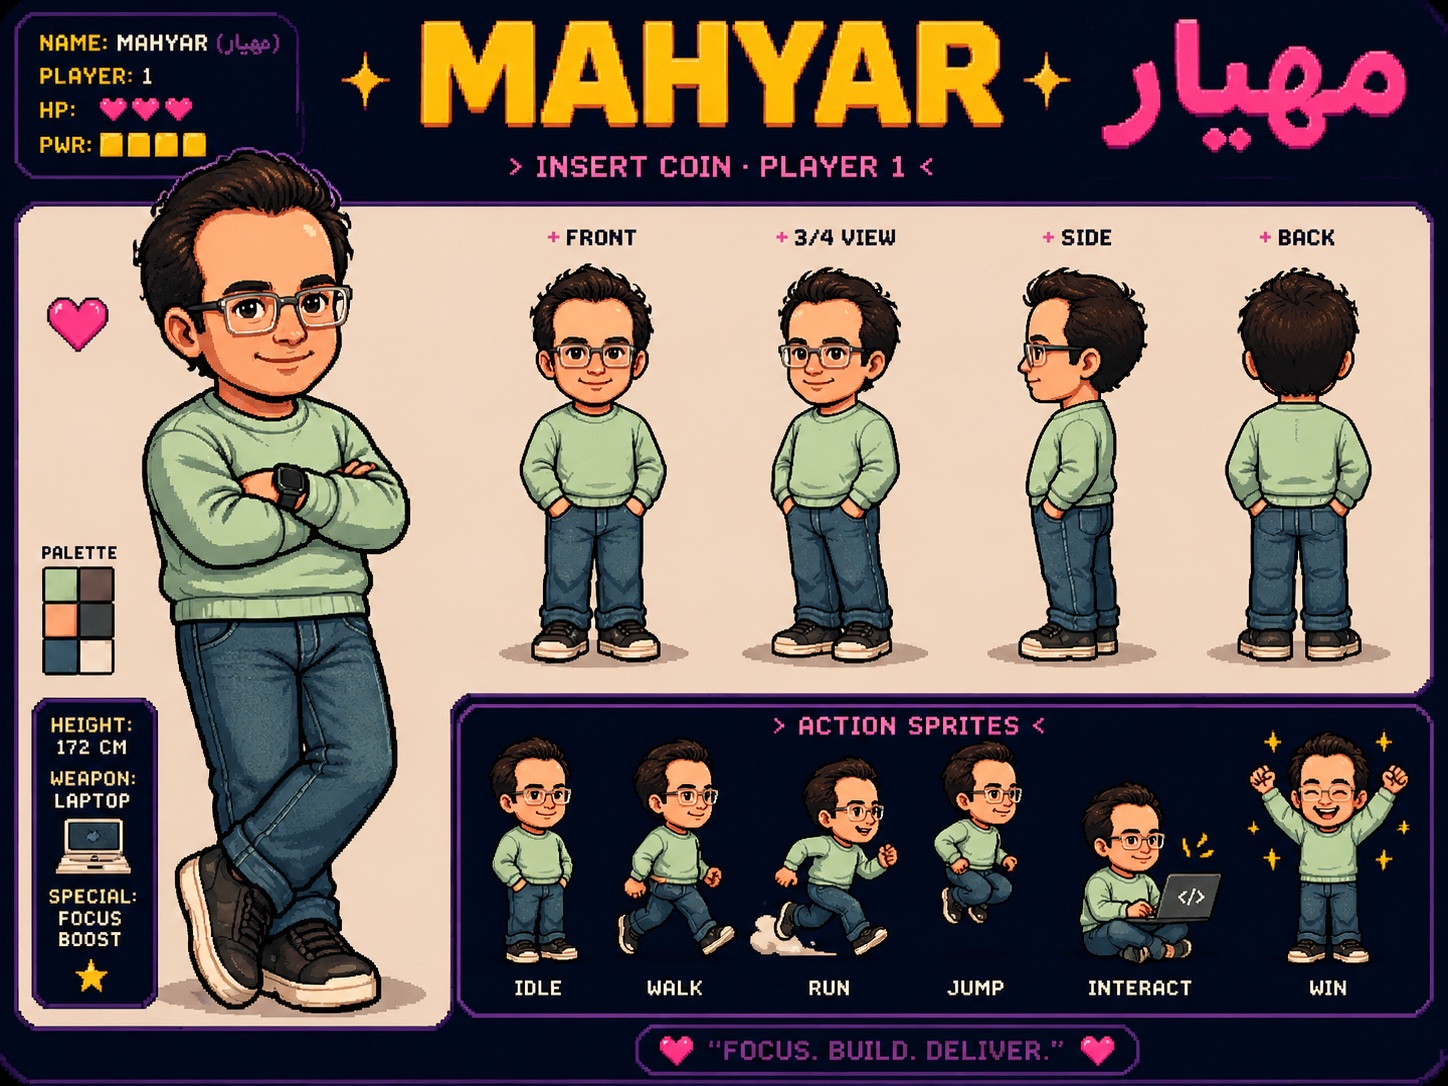 NAME: MAHYAR (مهیار)
PLAYER: 1
HP:
PWR:
MAHYAR
مهیار
> INSERT COIN · PLAYER 1 <
+ FRONT
+ 3/4 VIEW
+ SIDE
+ BACK
PALETTE
HEIGHT:
172 CM
WEAPON:
LAPTOP
SPECIAL:
FOCUS
BOOST
> ACTION SPRITES <
</>
IDLE
WALK
RUN
JUMP
INTERACT
WIN
"FOCUS. BUILD. DELIVER."